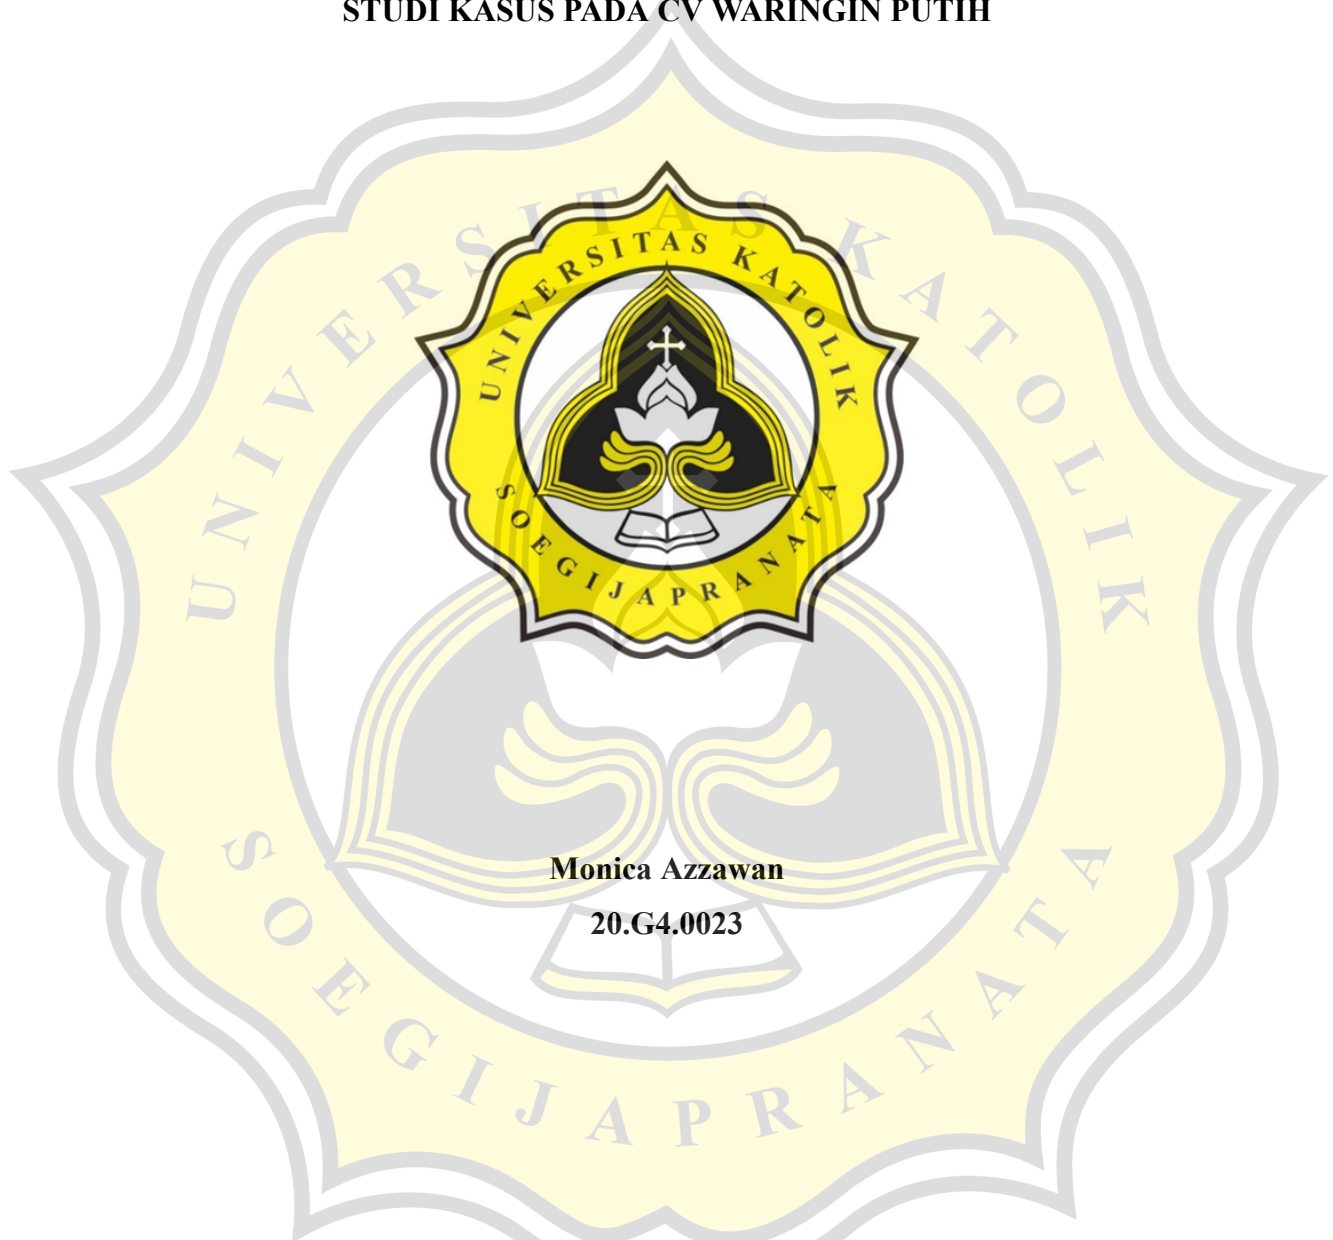 STUDI KASUS PADA CV WARINGIN PUTIH
UNIVERSITAS KATOLIK
SOEGIJAPRANATA
UNIVERSITAS KATOLIK
SOEGIJAPRANATA
Monica Azzawan
20.G4.0023